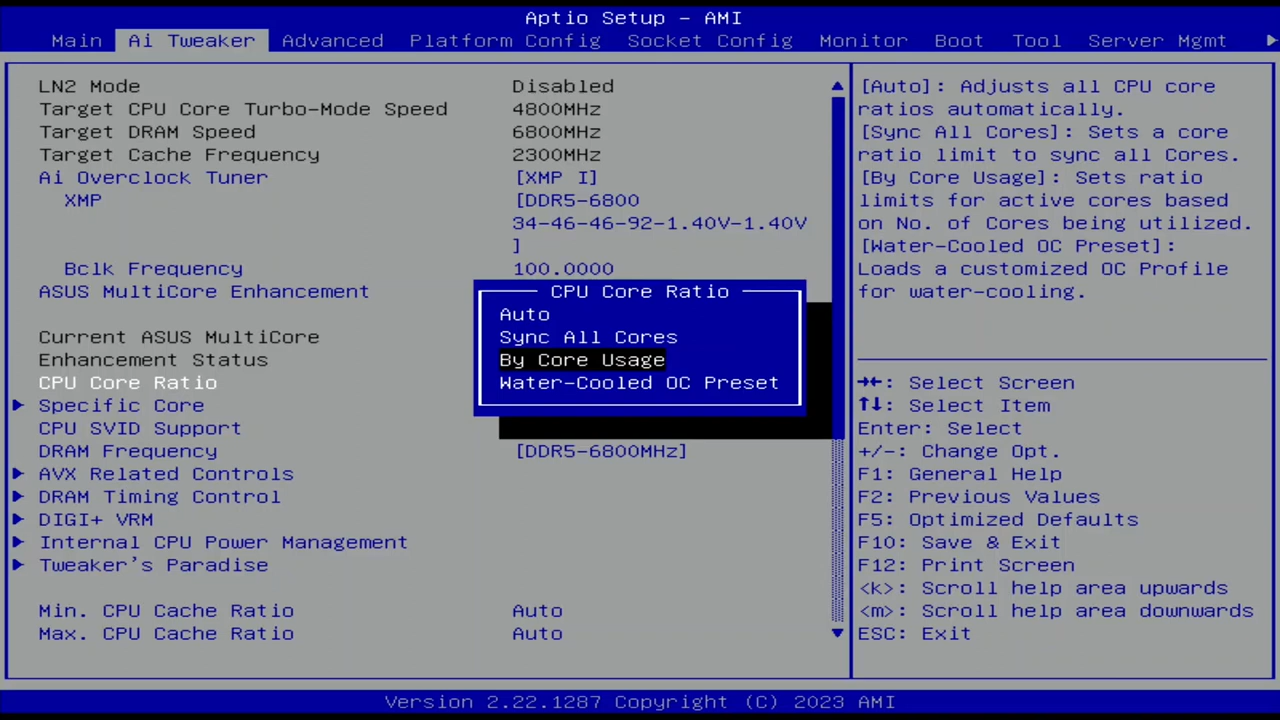 Aptio Setup - AMI
Main Ai Tweaker Advanced Platform Config Socket Config Monitor Boot Tool Server Mgmt
LN2 Mode Disabled
Target CPU Core Turbo-Mode Speed 4800MHz
Target DRAM Speed 6800MHz
Target Cache Frequency 2300MHz
Ai Overclock Tuner [XMP I]
XMP [DDR5-6800
34-46-46-92-1.40V-1.40V
]
Bclk Frequency 100.0000
ASUS MultiCore Enhancement
Current ASUS MultiCore
Enhancement Status
CPU Core Ratio
Specific Core
CPU SVID Support
DRAM Frequency [DDR5-6800MHz]
AVX Related Controls
DRAM Timing Control
DIGI+ VRM
Internal CPU Power Management
Tweaker's Paradise
Min. CPU Cache Ratio Auto
Max. CPU Cache Ratio Auto
CPU Core Ratio
Auto
Sync All Cores
By Core Usage
Water-Cooled OC Preset
[Auto]: Adjusts all CPU core
ratios automatically.
[Sync All Cores]: Sets a core
ratio limit to sync all Cores.
[By Core Usage]: Sets ratio
limits for active cores based
on No. of Cores being utilized.
[Water-Cooled OC Preset]:
Loads a customized OC Profile
for water-cooling.
→←: Select Screen
↑↓: Select Item
Enter: Select
+/-: Change Opt.
F1: General Help
F2: Previous Values
F5: Optimized Defaults
F10: Save & Exit
F12: Print Screen
<k>: Scroll help area upwards
<m>: Scroll help area downwards
ESC: Exit
Version 2.22.1287 Copyright (C) 2023 AMI